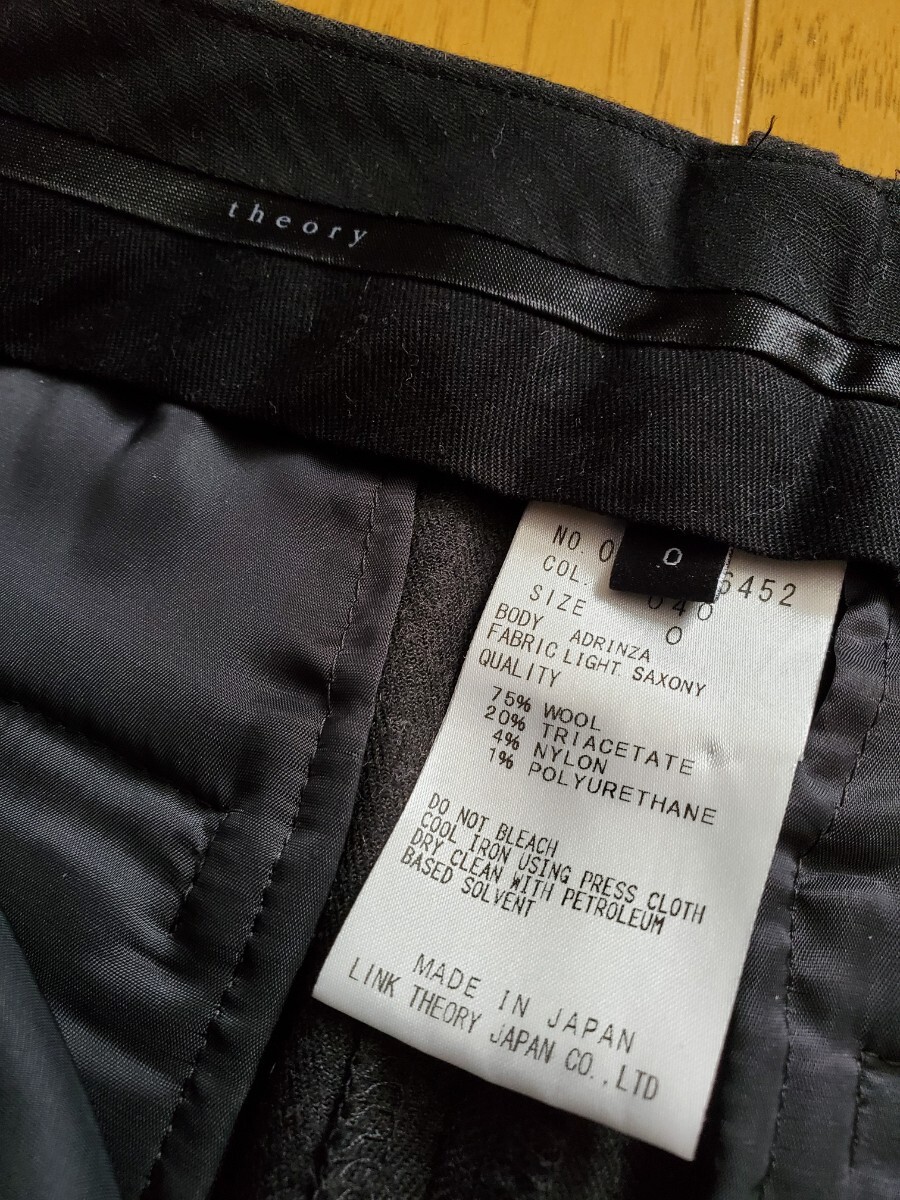 theory
0
NO. 0 6452
COL. 040
SIZE 0
BODY ADRINZA
FABRIC LIGHT SAXONY
QUALITY
75% WOOL
20% TRIACETATE
4% NYLON
1% POLYURETHANE
DO NOT BLEACH
COOL IRON USING PRESS CLOTH
DRY CLEAN WITH PETROLEUM
BASED SOLVENT
MADE IN JAPAN
LINK THEORY JAPAN CO.,LTD